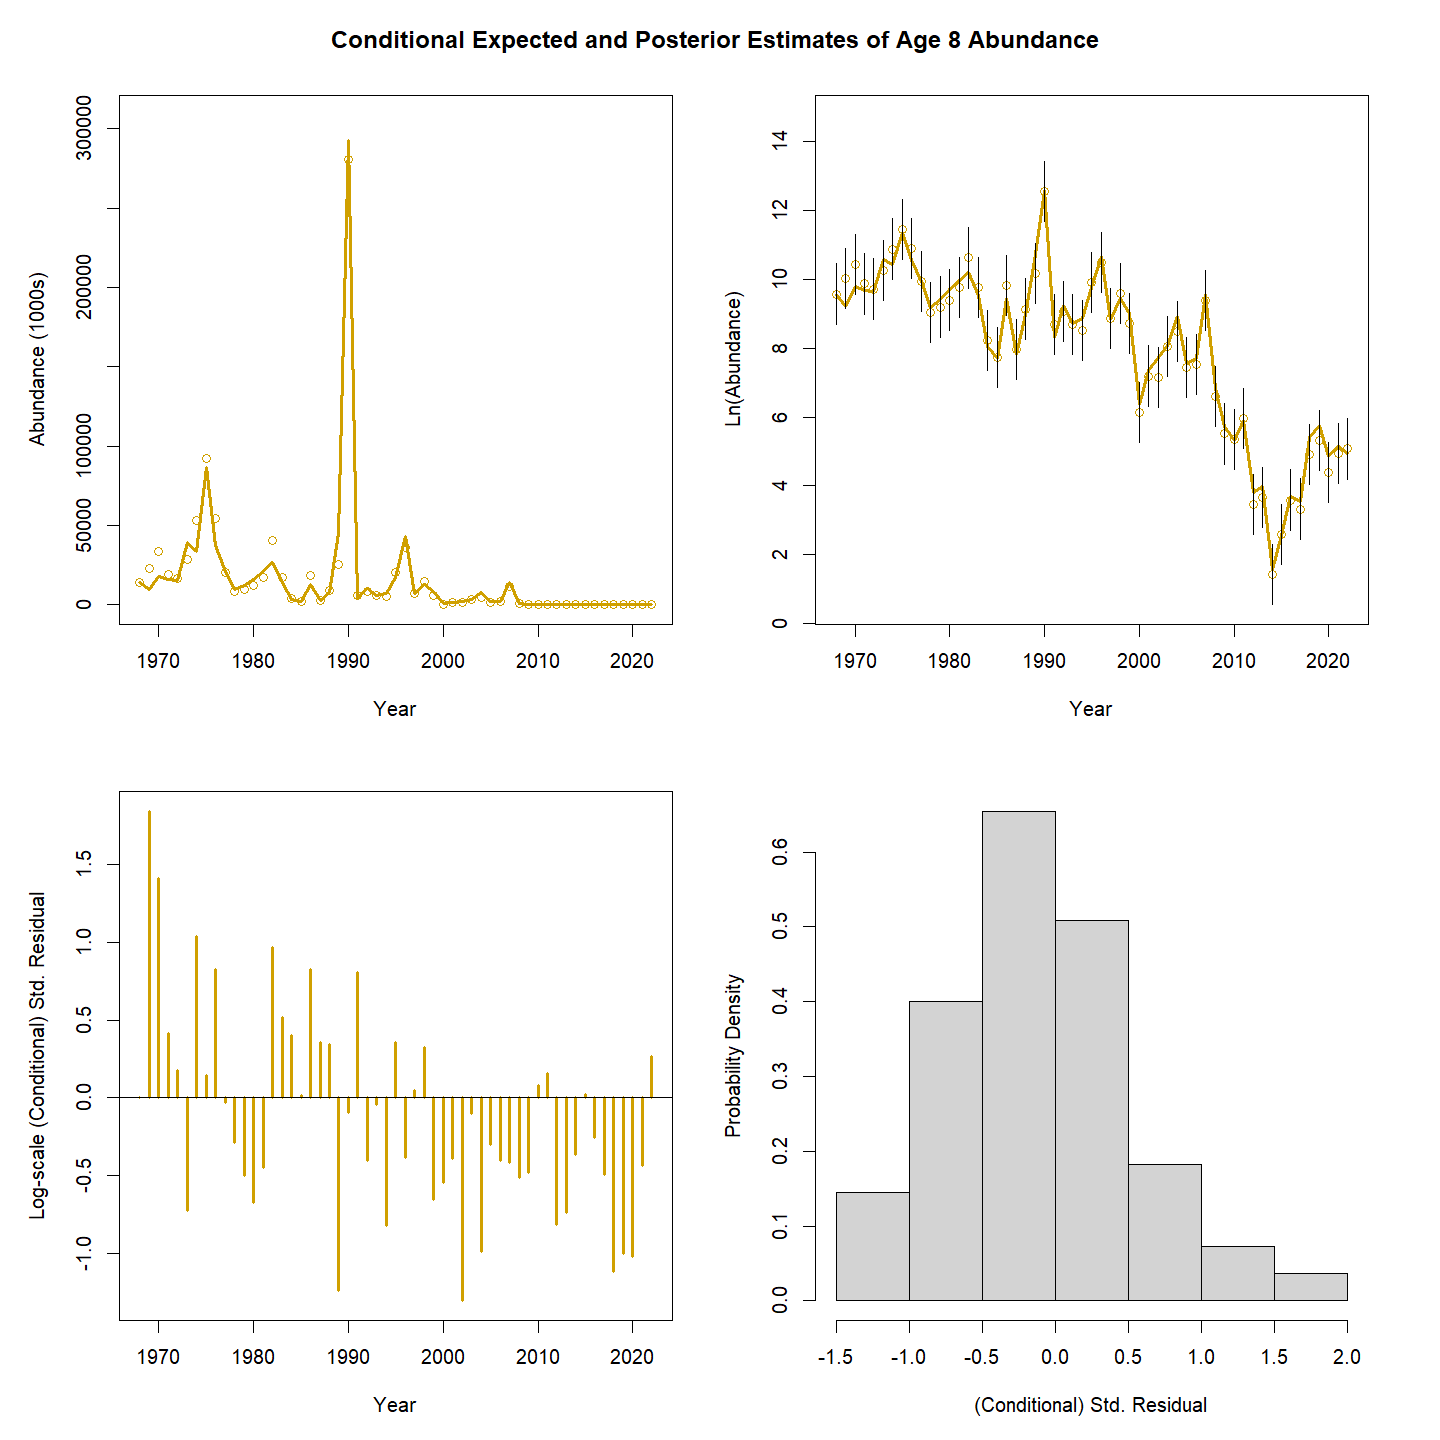 Conditional Expected and Posterior Estimates of Age 8 Abundance
Abundance (1000s)
300000
200000
100000
50000
0
1970 1980 1990 2000 2010 2020
Year
Ln(Abundance)
14
12
10
8
6
4
2
0
1970 1980 1990 2000 2010 2020
Year
Log-scale (Conditional) Std. Residual
1.5
1.0
0.5
0.0
-0.5
-1.0
1970 1980 1990 2000 2010 2020
Year
Probability Density
0.6
0.5
0.4
0.3
0.2
0.1
0.0
-1.5 -1.0 -0.5 0.0 0.5 1.0 1.5 2.0
(Conditional) Std. Residual